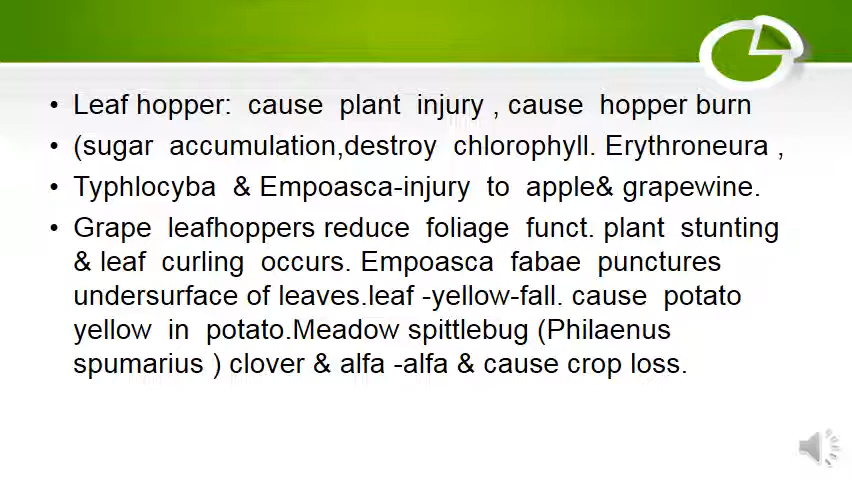 • Leaf hopper: cause plant injury , cause hopper burn
• (sugar accumulation,destroy chlorophyll. Erythroneura ,
• Typhlocyba & Empoasca-injury to apple& grapewine.
• Grape leafhoppers reduce foliage funct. plant stunting
& leaf curling occurs. Empoasca fabae punctures
undersurface of leaves.leaf -yellow-fall. cause potato
yellow in potato.Meadow spittlebug (Philaenus
spumarius ) clover & alfa -alfa & cause crop loss.